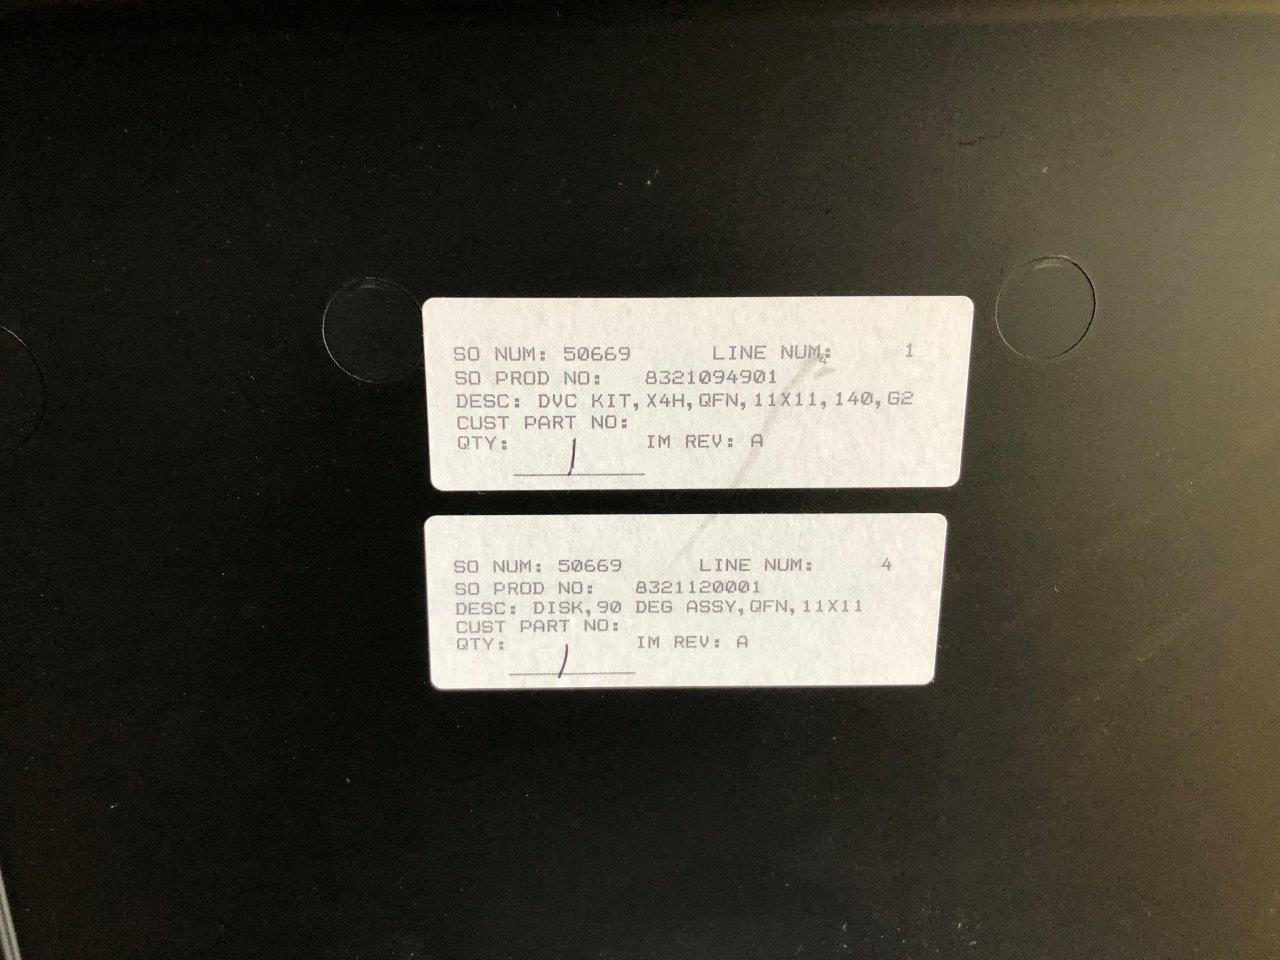 SO NUM: 50669 LINE NUM: 1
SO PROD NO: 8321094901
DESC: DVC KIT,X4H,QFN,11X11,140,G2
CUST PART NO:
QTY: 1 IM REV: A
SO NUM: 50669 LINE NUM: 4
SO PROD NO: 8321120001
DESC: DISK,90 DEG ASSY,QFN,11X11
CUST PART NO:
QTY: 1 IM REV: A